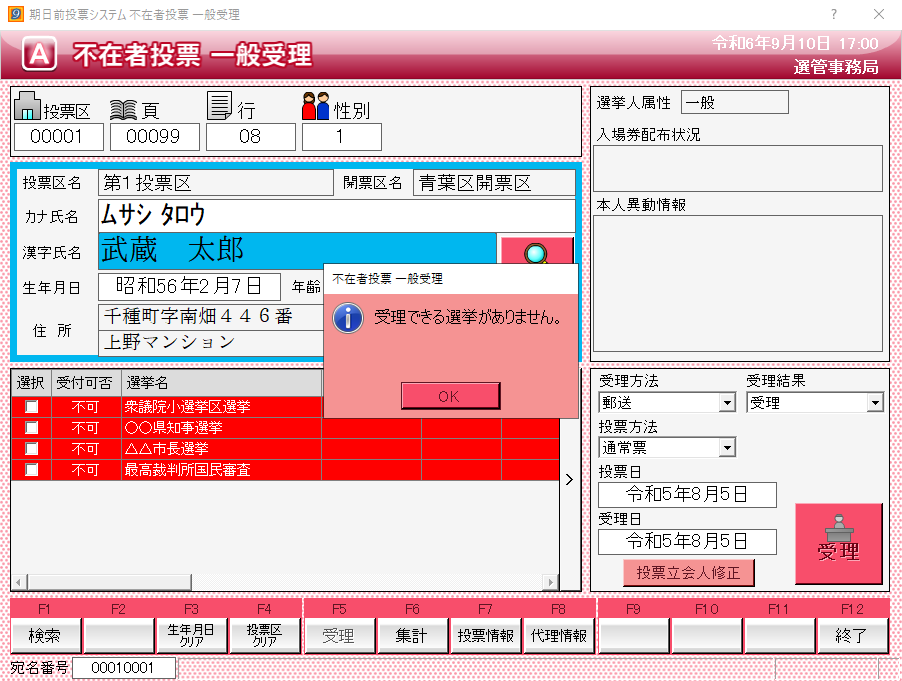 期日前投票システム 不在者投票 一般受理
? ×
A 不在者投票 一般受理
令和6年9月10日 17:00
選管事務局
投票区 頁 行 性別
00001 00099 08 1
投票区名 第1投票区 開票区名 青葉区開票区
カナ氏名 ムサシ タロウ
漢字氏名 武蔵 太郎
生年月日 昭和56年2月7日 年齢
住所 千種町字南畑446番
上野マンション
選挙人属性 一般
入場券配布状況
本人異動情報
不在者投票 一般受理
受理できる選挙がありません。
OK
選択 受付可否 選挙名
不可 衆議院小選挙区選挙
不可 〇〇県知事選挙
不可 △△市長選挙
不可 最高裁判所国民審査
受理方法 受理結果
郵送 受理
投票方法
通常票
投票日
令和5年8月5日
受理日
令和5年8月5日
投票立会人修正
受理
F1 F2 F3 F4 F5 F6 F7 F8 F9 F10 F11 F12
検索 生年月日クリア 投票区クリア 受理 集計 投票情報 代理情報 終了
宛名番号 00010001